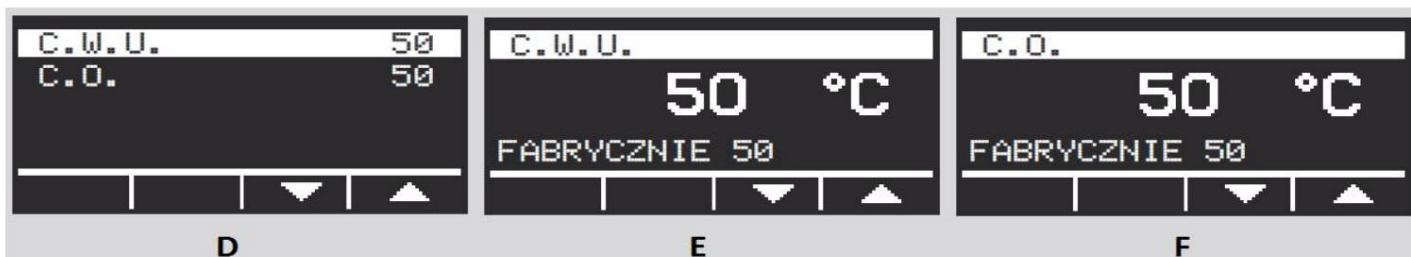 C.W.U. 50
C.O. 50
D
C.W.U.
50 °C
FABRYCZNIE 50
E
C.O.
50 °C
FABRYCZNIE 50
F